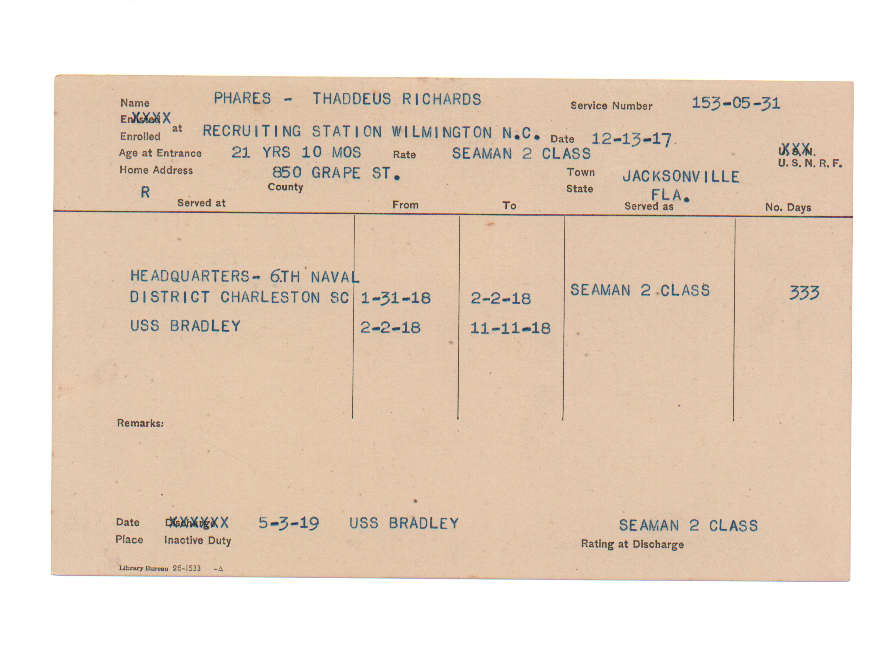 Name PHARES - THADDEUS RICHARDS Service Number 153-05-31
Enlisted XXXX
Enrolled at RECRUITING STATION WILMINGTON N.C. Date 12-13-17.
Age at Entrance 21 YRS 10 MOS Rate SEAMAN 2 CLASS U.S.N. XXX
U. S. N. R. F.
Home Address 850 GRAPE ST. Town JACKSONVILLE
County State FLA.
R
Served at From To Served as No. Days
HEADQUARTERS- 6TH NAVAL
DISTRICT CHARLESTON SC 1-31-18 2-2-18 SEAMAN 2 CLASS 333
USS BRADLEY 2-2-18 11-11-18
Remarks:
Date Discharge XXXXXX 5-3-19 USS BRADLEY SEAMAN 2 CLASS
Place Inactive Duty Rating at Discharge
Library Bureau 26-1533 -A